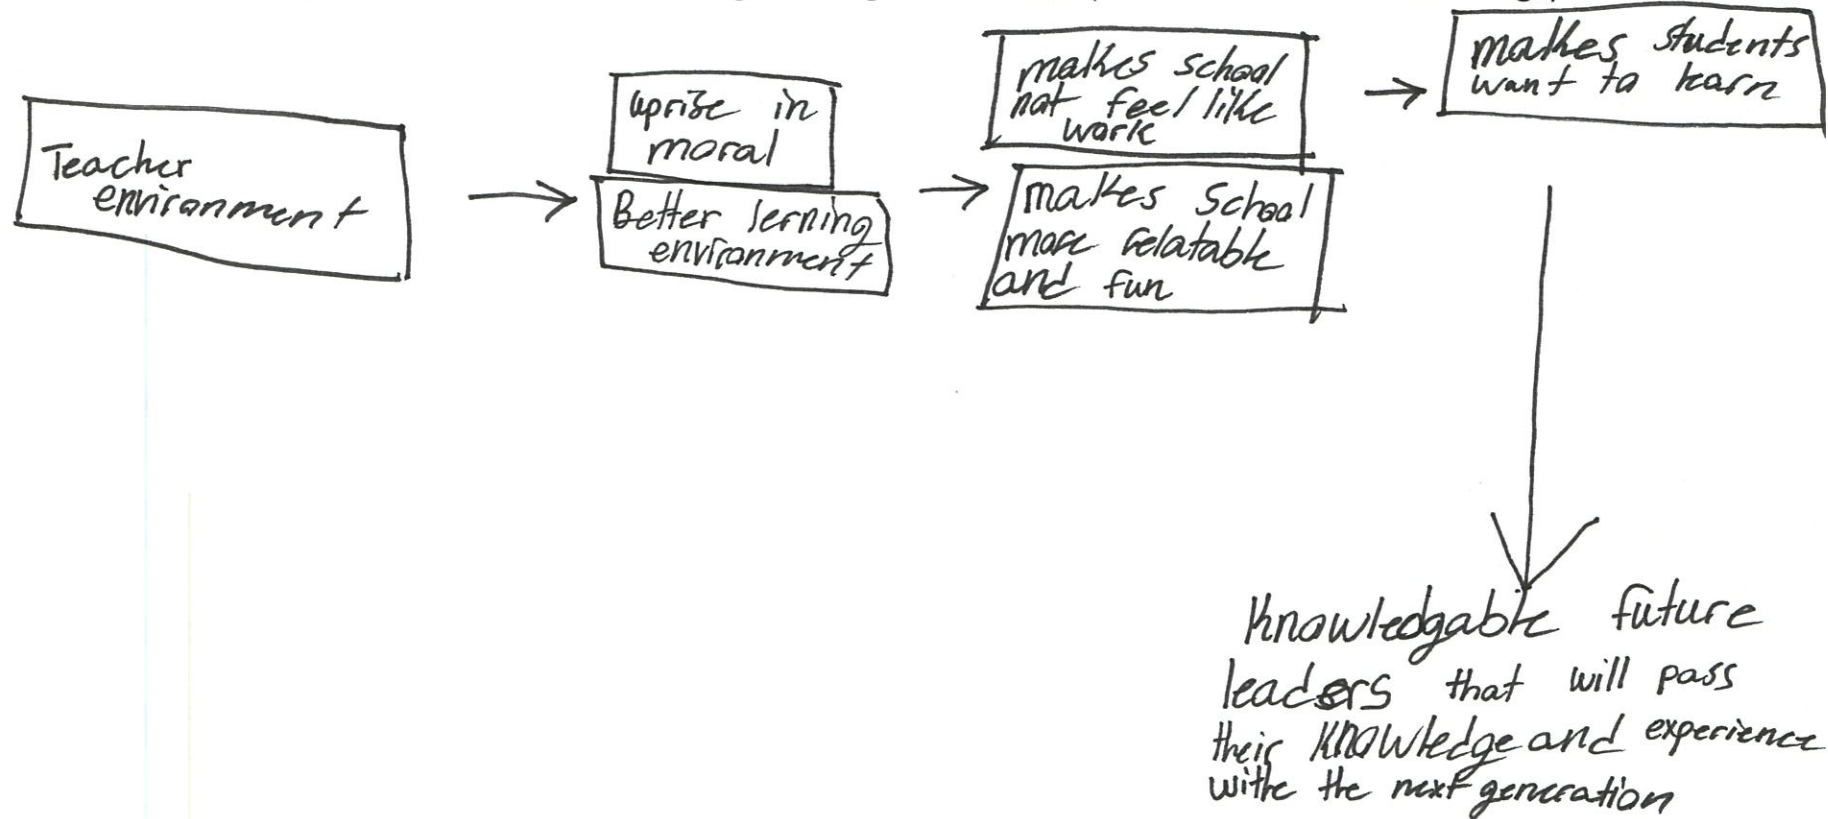 Teacher
environment
uprise in
moral
Better lerning
environment
makes school
not feel like
work
makes School
more relatable
and fun
makes students
want to learn
Knowledgable future
leaders that will pass
their Knowledge and experience
withe the next generation